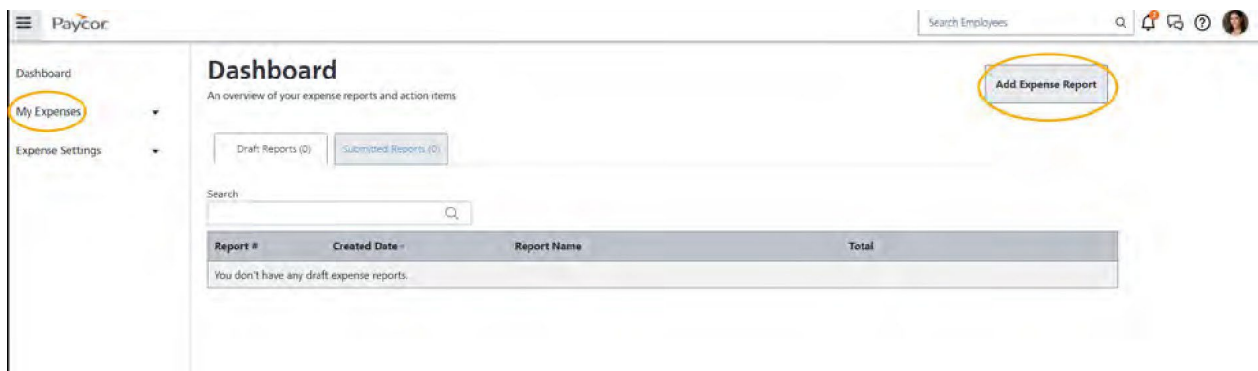 Paycor
Search Employees
Dashboard
My Expenses
Expense Settings
Dashboard
An overview of your expense reports and action items
Add Expense Report
Draft Reports (0)
Submitted Reports (0)
Search
Report # Created Date Report Name Total
You don't have any draft expense reports.